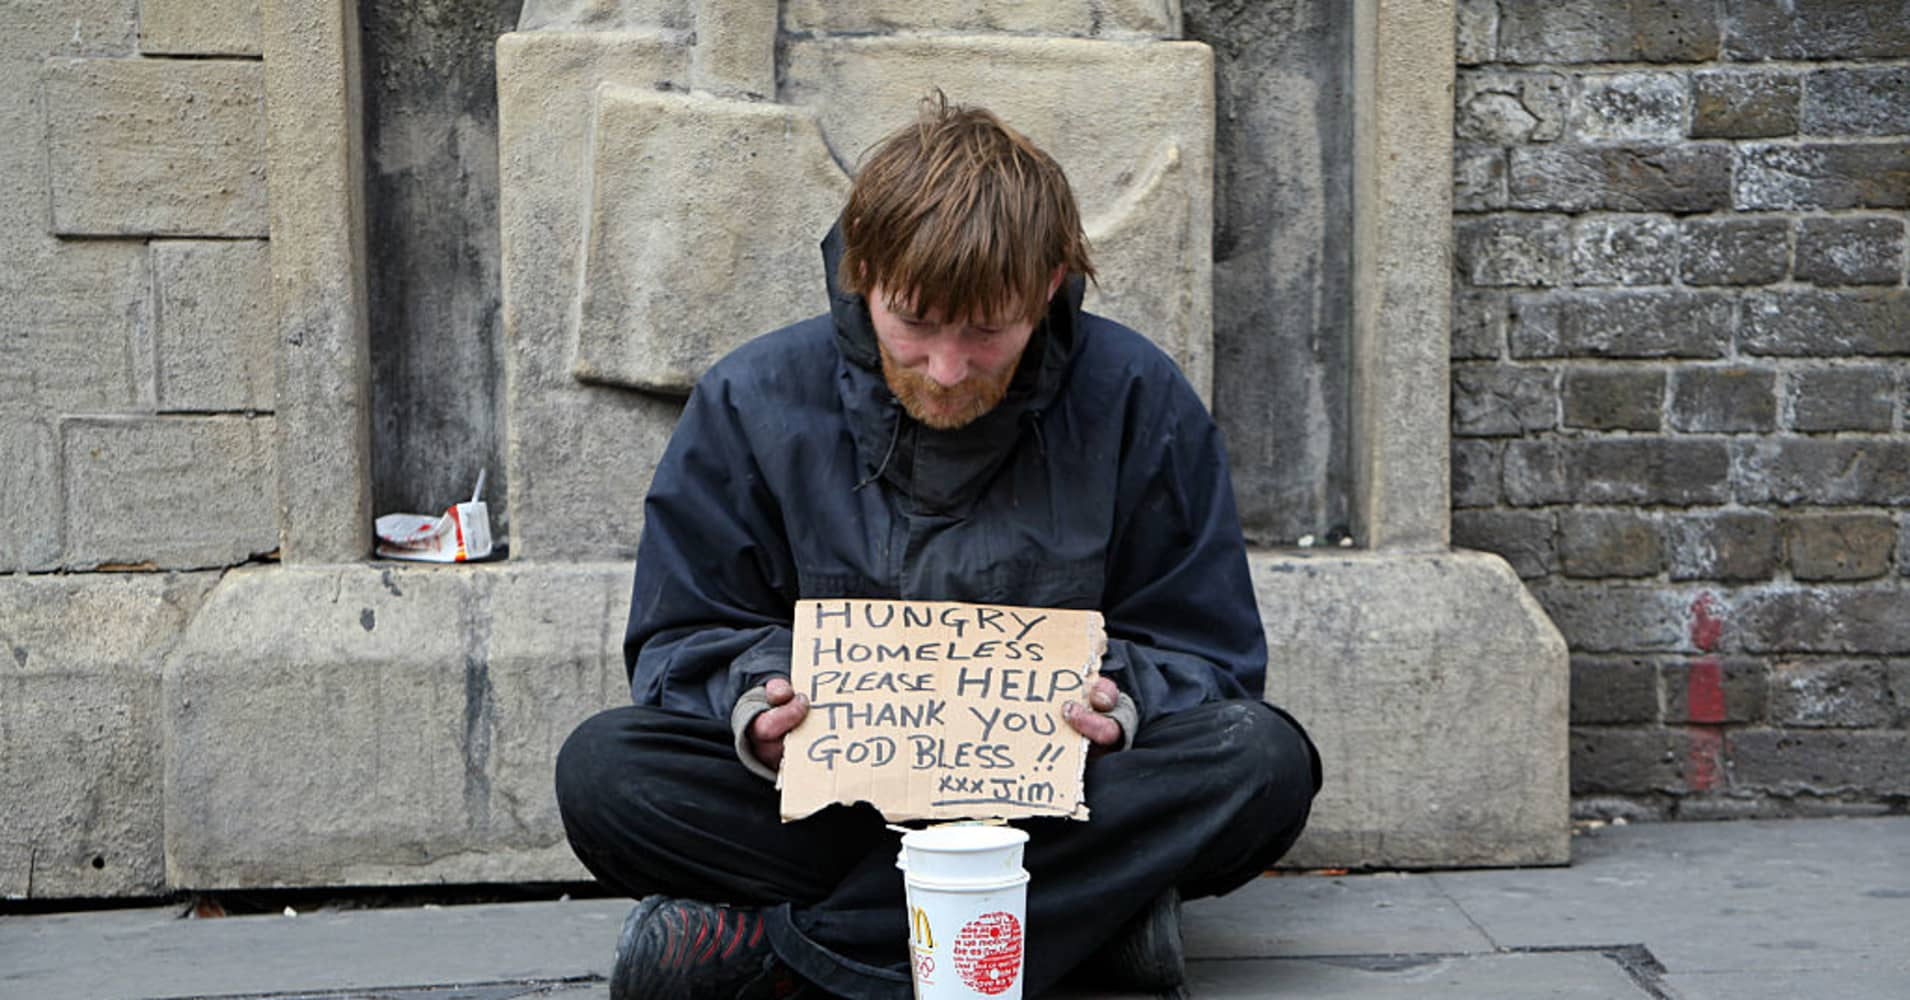 HUNGRY
HOMELESS
PLEASE HELP
THANK YOU
GOD BLESS !!
xxx Jim.